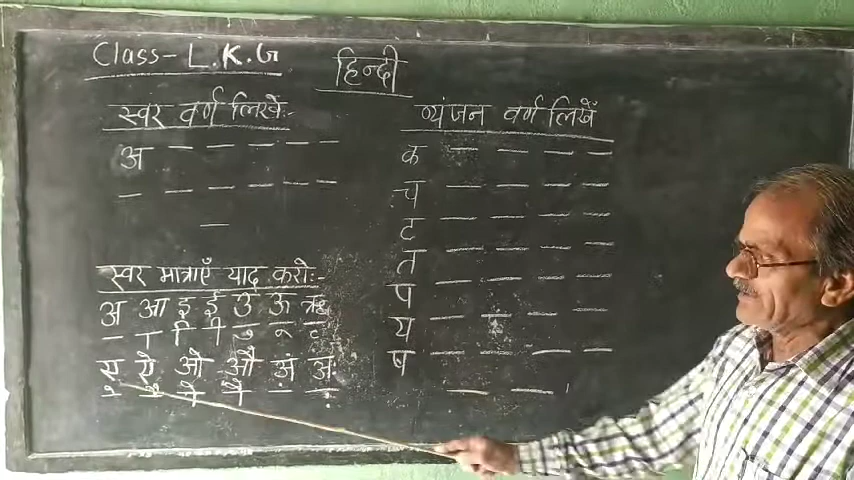 Class- L.K.G
हिन्दी
स्वर वर्ग लिखें:-
अ — — — — —
— — — — — —
—
स्वर मात्राएँ याद करो:-
अ आ इ ई उ ऊ ऋ
— ा ि ी ु ू ृ
ए ऐ ओ औ अं अः
व्यंजन वर्ग लिखें
क — — — —
च — — — —
ट — — — —
त — — — —
प — — — —
य — — — —
ष — — — —
— —